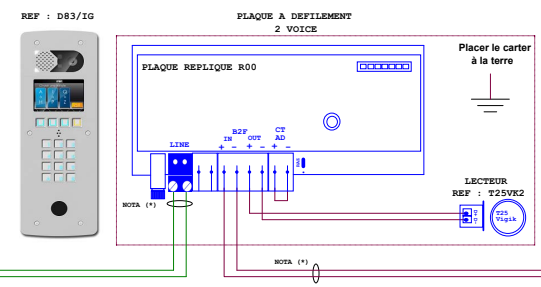 REF : D83/IG
PLAQUE A DEFILEMENT
2 VOICE
Placer le carter
à la terre
PLAQUE REPLIQUE R00
B2F
CT
LINE
IN
OUT
AD
+ - + - + -
NOTA (*)
LECTEUR
REF : T25VK2
T25
Vigik
NOTA (*)